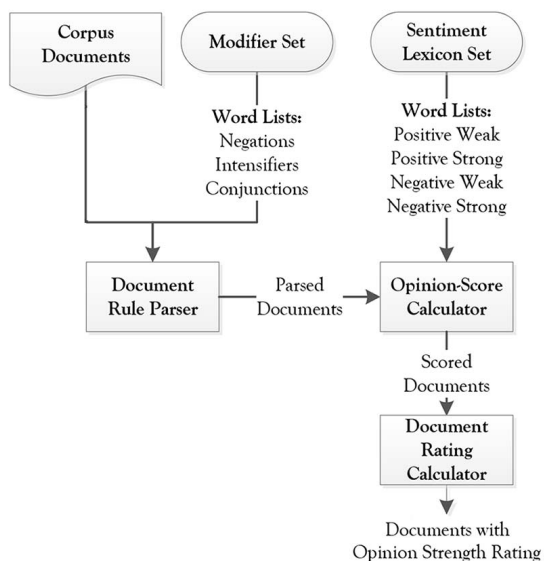 Corpus
Documents
Modifier Set
Sentiment
Lexicon Set
Word Lists:
Negations
Intensifiers
Conjunctions
Word Lists:
Positive Weak
Positive Strong
Negative Weak
Negative Strong
Document
Rule Parser
Parsed
Documents
Opinion-Score
Calculator
Scored
Documents
Document
Rating
Calculator
Documents with
Opinion Strength Rating